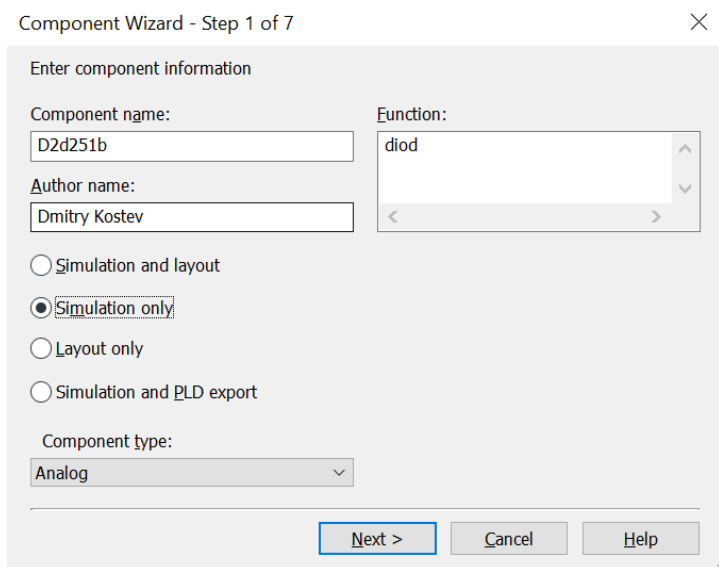 Component Wizard - Step 1 of 7
Enter component information
Component name:
D2d251b
Function:
diod
Author name:
Dmitry Kostev
Simulation and layout
Simulation only
Layout only
Simulation and PLD export
Component type:
Analog
Next >
Cancel
Help